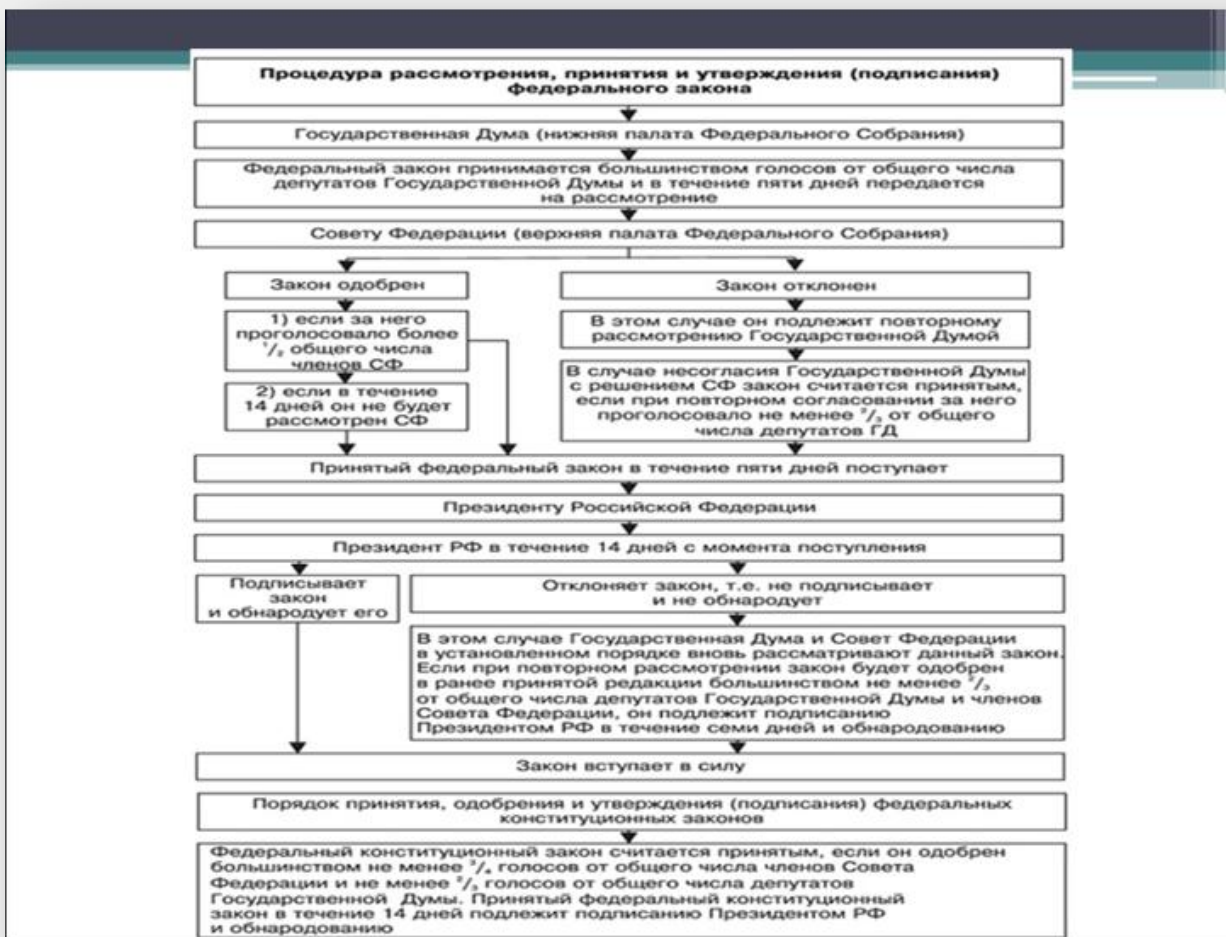 Процедура рассмотрения, принятия и утверждения (подписания)
федерального закона
Государственная Дума (нижняя палата Федерального Собрания)
Федеральный закон принимается большинством голосов от общего числа
депутатов Государственной Думы и в течение пяти дней передается
на рассмотрение
Совету Федерации (верхняя палата Федерального Собрания)
Закон одобрен
1) если за него
проголосовало более
1/2 общего числа
членов СФ
2) если в течение
14 дней он не будет
рассмотрен СФ
Закон отклонен
В этом случае он подлежит повторному
рассмотрению Государственной Думой
В случае несогласия Государственной Думы
с решением СФ закон считается принятым,
если при повторном согласовании за него
проголосовало не менее 2/3 от общего
числа депутатов ГД
Принятый федеральный закон в течение пяти дней поступает
Президенту Российской Федерации
Президент РФ в течение 14 дней с момента поступления
Подписывает
закон
и обнародует его
Отклоняет закон, т.е. не подписывает
и не обнародует
В этом случае Государственная Дума и Совет Федерации
в установленном порядке вновь рассматривают данный закон.
Если при повторном рассмотрении закон будет одобрен
в ранее принятой редакции большинством не менее 2/3
от общего числа депутатов Государственной Думы и членов
Совета Федерации, он подлежит подписанию
Президентом РФ в течение семи дней и обнародованию
Закон вступает в силу
Порядок принятия, одобрения и утверждения (подписания) федеральных
конституционных законов
Федеральный конституционный закон считается принятым, если он одобрен
большинством не менее 3/4 голосов от общего числа членов Совета
Федерации и не менее 2/3 голосов от общего числа депутатов
Государственной Думы. Принятый федеральный конституционный
закон в течение 14 дней подлежит подписанию Президентом РФ
и обнародованию